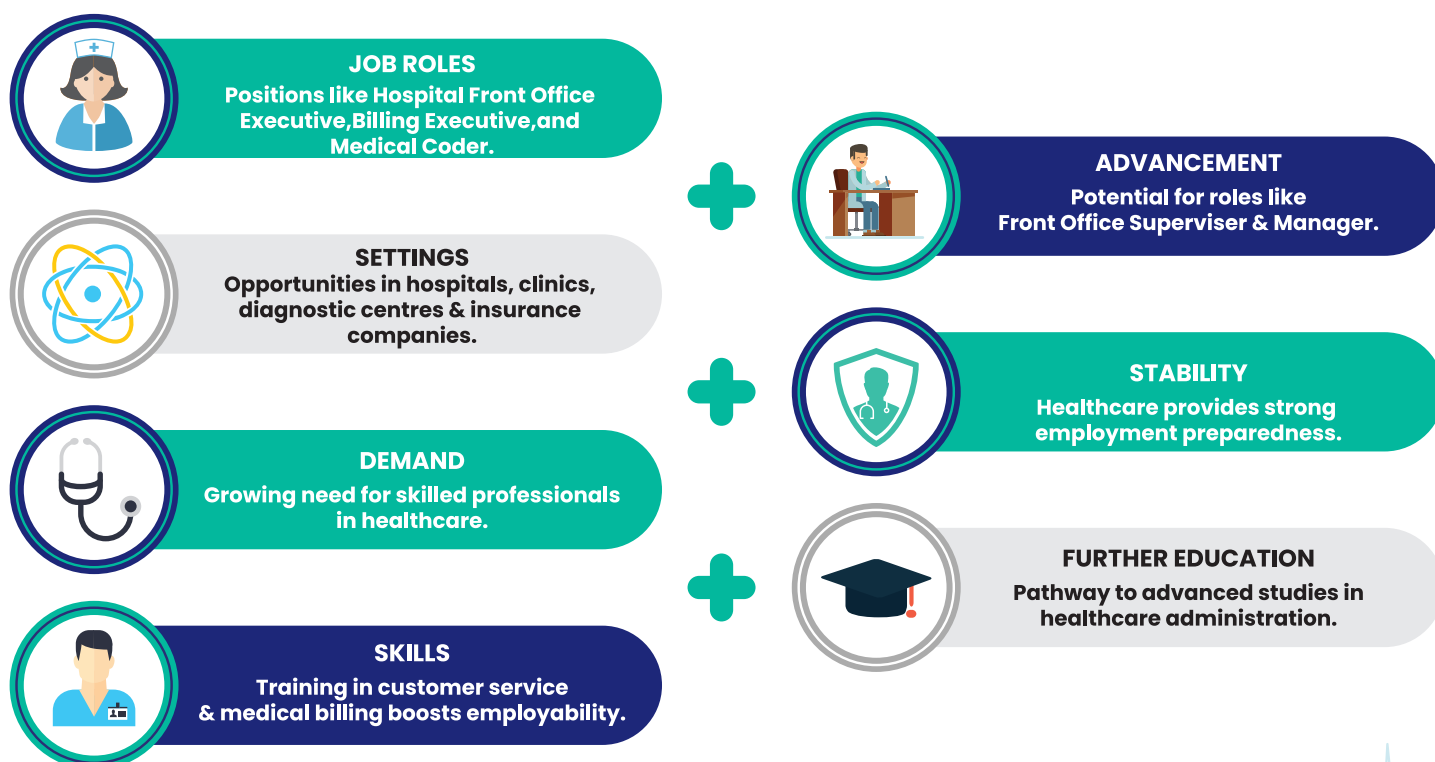 JOB ROLES
Positions like Hospital Front Office
Executive,Billing Executive,and
Medical Coder.
SETTINGS
Opportunities in hospitals, clinics,
diagnostic centres & insurance
companies.
DEMAND
Growing need for skilled professionals
in healthcare.
SKILLS
Training in customer service
& medical billing boosts employability.
ADVANCEMENT
Potential for roles like
Front Office Superviser & Manager.
STABILITY
Healthcare provides strong
employment preparedness.
FURTHER EDUCATION
Pathway to advanced studies in
healthcare administration.